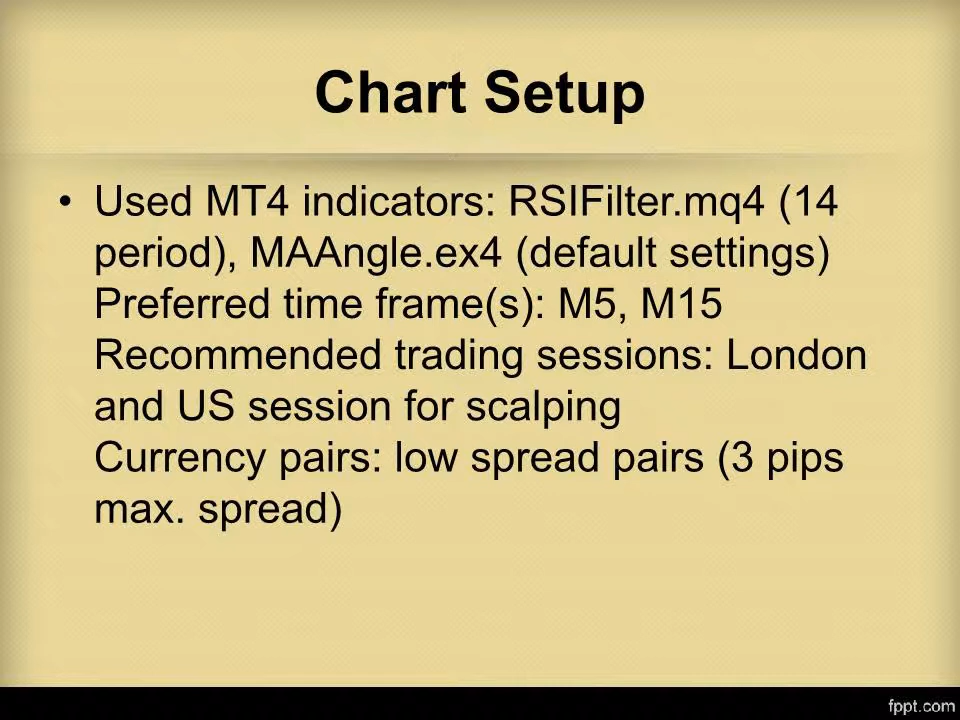 Chart Setup
• Used MT4 indicators: RSIFilter.mq4 (14
period), MAAngle.ex4 (default settings)
Preferred time frame(s): M5, M15
Recommended trading sessions: London
and US session for scalping
Currency pairs: low spread pairs (3 pips
max. spread)
fppt.com